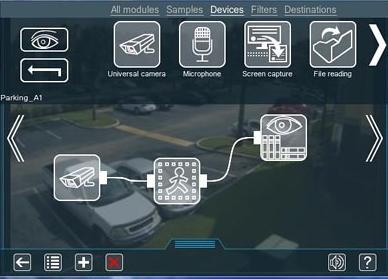 All modules Samples Devices Filters Destinations
Universal camera Microphone Screen capture File reading
Parking_A1
?